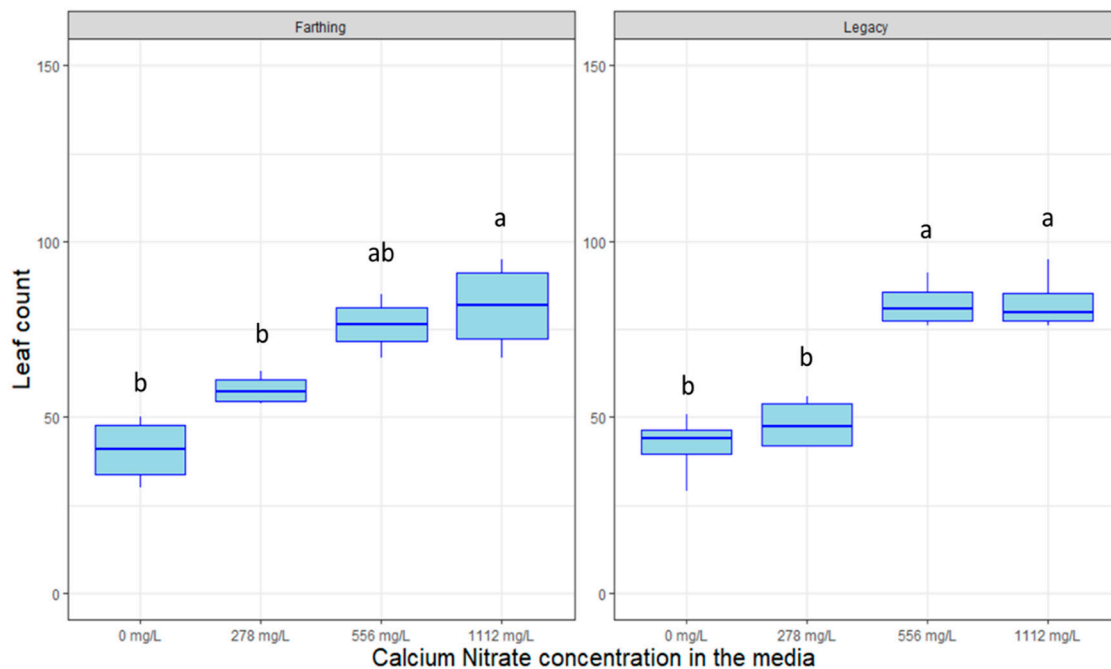 Farthing
Legacy
150
150
100
100
50
50
0
0
b
b
ab
a
b
b
a
a
0 mg/L
278 mg/L
556 mg/L
1112 mg/L
0 mg/L
278 mg/L
556 mg/L
1112 mg/L
Leaf count
Calcium Nitrate concentration in the media